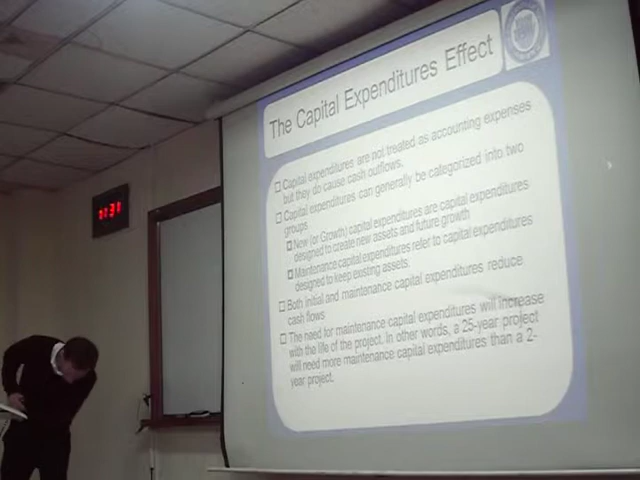 The Capital Expenditures Effect
Capital expenditures are not treated as accounting expenses
but they do cause cash outflows.
Capital expenditures can generally be categorized into two
groups
New (or Growth) capital expenditures are capital expenditures
designed to create new assets and future growth
Maintenance capital expenditures refer to capital expenditures
designed to keep existing assets.
Both initial and maintenance capital expenditures reduce
cash flows
The need for maintenance capital expenditures will increase
with the life of the project. In other words, a 25-year project
will need more maintenance capital expenditures than a 2-
year project.